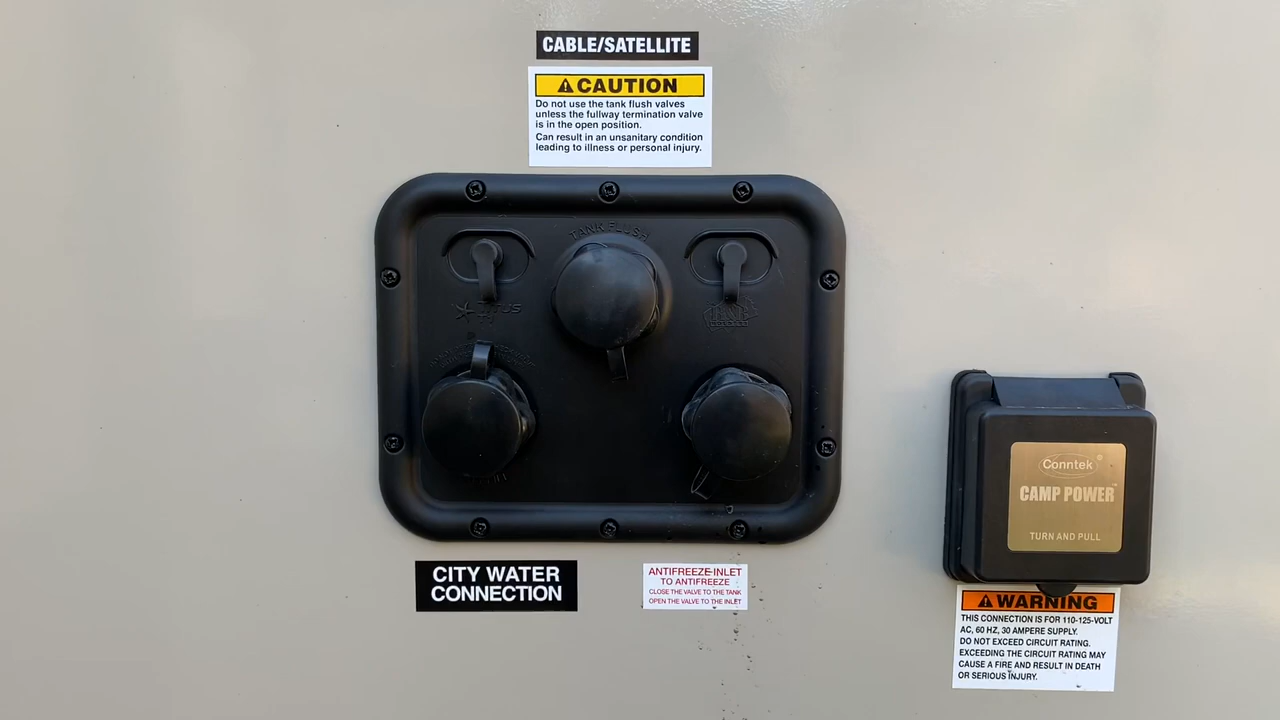 CABLE/SATELLITE
CAUTION
Do not use the tank flush valves
unless the fullway termination valve
is in the open position.
Can result in an unsanitary condition
leading to illness or personal injury.
TANK FLUSH
TITUS
CITY WATER
CONNECTION
ANTIFREEZE INLET
TO ANTIFREEZE
CLOSE THE VALVE TO THE TANK
OPEN THE VALVE TO THE INLET
Conntek®
CAMP POWER™
TURN AND PULL
WARNING
THIS CONNECTION IS FOR 110-125-VOLT
AC, 60 HZ, 30 AMPERE SUPPLY.
DO NOT EXCEED CIRCUIT RATING.
EXCEEDING THE CIRCUIT RATING MAY
CAUSE A FIRE AND RESULT IN DEATH
OR SERIOUS INJURY.